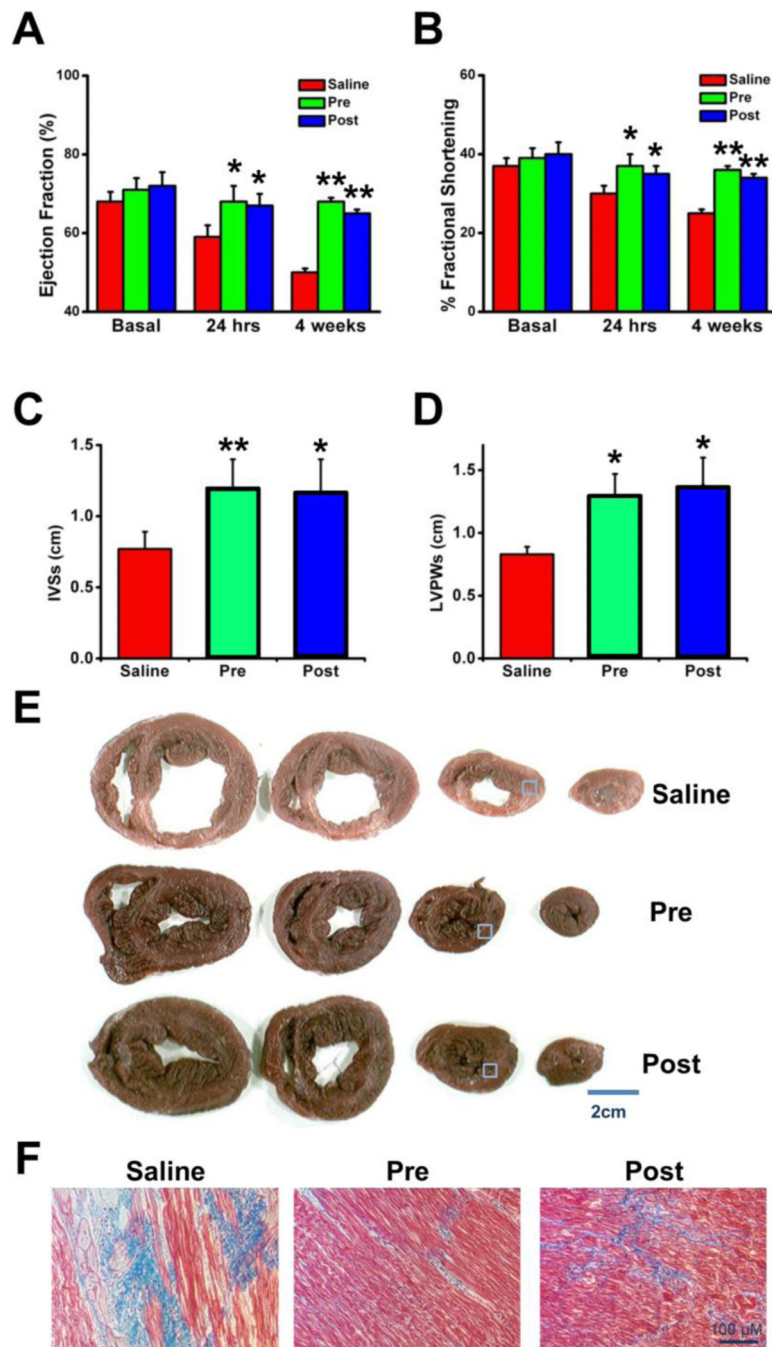 A
B
Ejection Fraction (%)
100
80
60
40
Saline
Pre
Post
*
*
**
**
Basal
24 hrs
4 weeks
% Fractional Shortening
60
40
20
0
Saline
Pre
Post
*
*
**
**
Basal
24 hrs
4 weeks
C
D
IVSs (cm)
1.5
1.0
0.5
0.0
**
*
Saline
Pre
Post
LVPWs (cm)
1.5
1.0
0.5
0.0
*
*
Saline
Pre
Post
E
Saline
Pre
Post
2cm
F
Saline
Pre
Post
100 µM